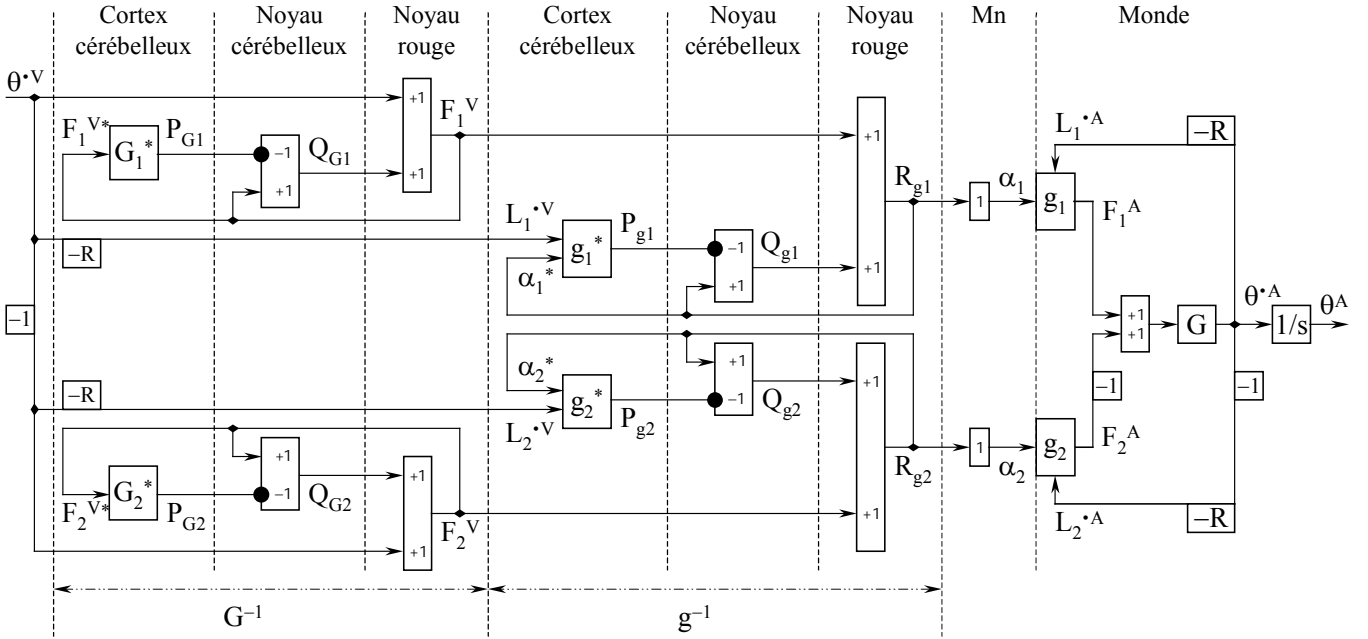 Cortex cérébelleux
Noyau cérébelleux
Noyau rouge
Cortex cérébelleux
Noyau cérébelleux
Noyau rouge
Mn
Monde
θ•V
+1
F₁V
F₁V*
G₁*
PG1
−1
+1
QG1
+1
+1
L₁•A
−R
Rg1
1
α₁
g₁
F₁A
L₁•V
−R
g₁*
Pg1
−1
+1
Qg1
+1
α₁*
−1
+1
+1
G
θ•A
1/s
θA
α₂*
−R
g₂*
Pg2
+1
−1
Qg2
+1
−1
−1
L₂•V
Rg2
1
α₂
g₂
F₂A
+1
−1
QG2
+1
F₂V*
G₂*
PG2
F₂V
+1
+1
L₂•A
−R
G⁻¹
g⁻¹